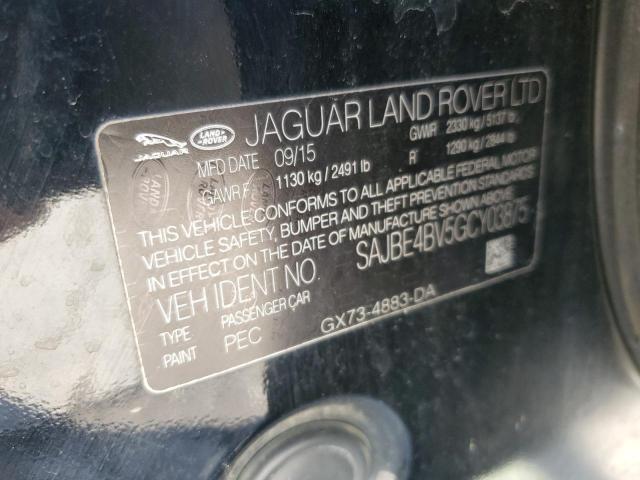 JAGUAR
LAND ROVER
JAGUAR LAND ROVER LTD
MFD DATE 09/15 GWR 2330 kg / 5137 lb
GAWR F 1130 kg / 2491 lb R 1290 kg / 2844 lb
THIS VEHICLE CONFORMS TO ALL APPLICABLE FEDERAL MOTOR
VEHICLE SAFETY, BUMPER AND THEFT PREVENTION STANDARDS
IN EFFECT ON THE DATE OF MANUFACTURE SHOWN ABOVE.
VEH IDENT NO. SAJBE4BV5GCY03875
TYPE PASSENGER CAR
PAINT PEC GX73-4883-DA